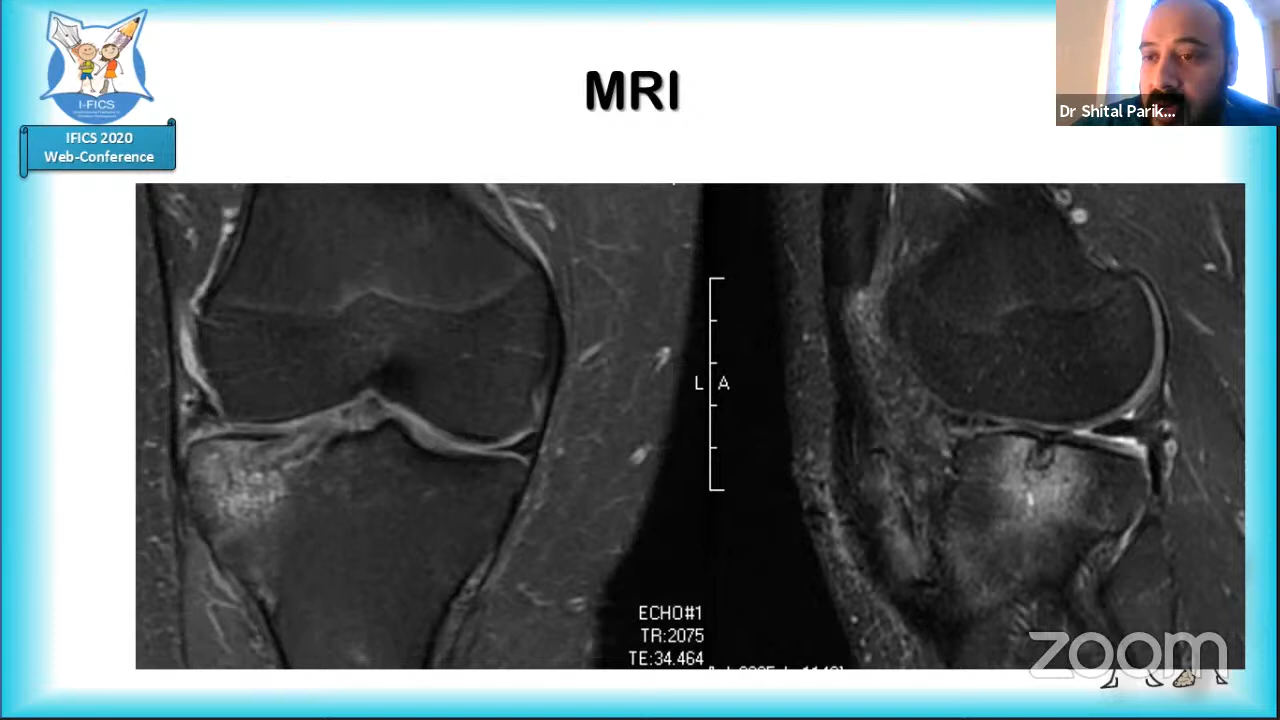 MRI
Dr Shital Parik...
I-FICS
IFICS 2020
Web-Conference
L
A
ECHO#1
TR:2075
TE:34.464
zoom